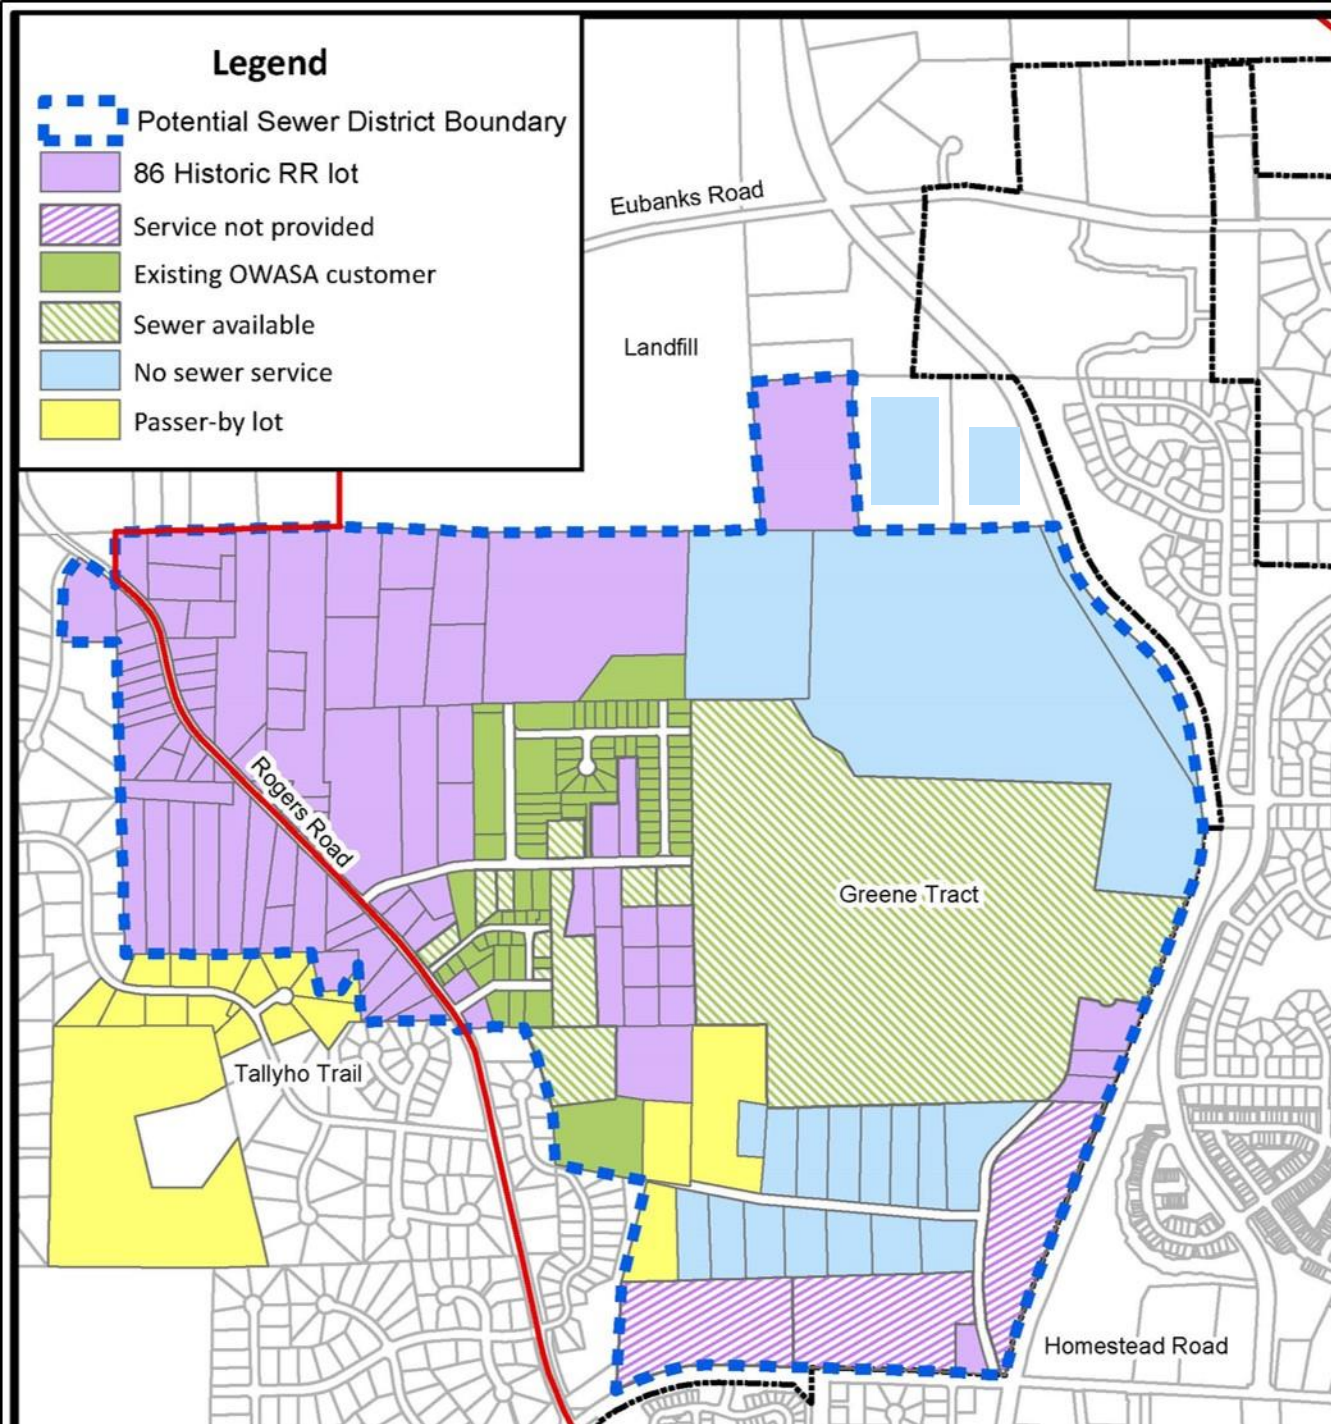 Legend
Potential Sewer District Boundary
86 Historic RR lot
Service not provided
Existing OWASA customer
Sewer available
No sewer service
Passer-by lot
Eubanks Road
Landfill
Rogers Road
Greene Tract
Tallyho Trail
Homestead Road